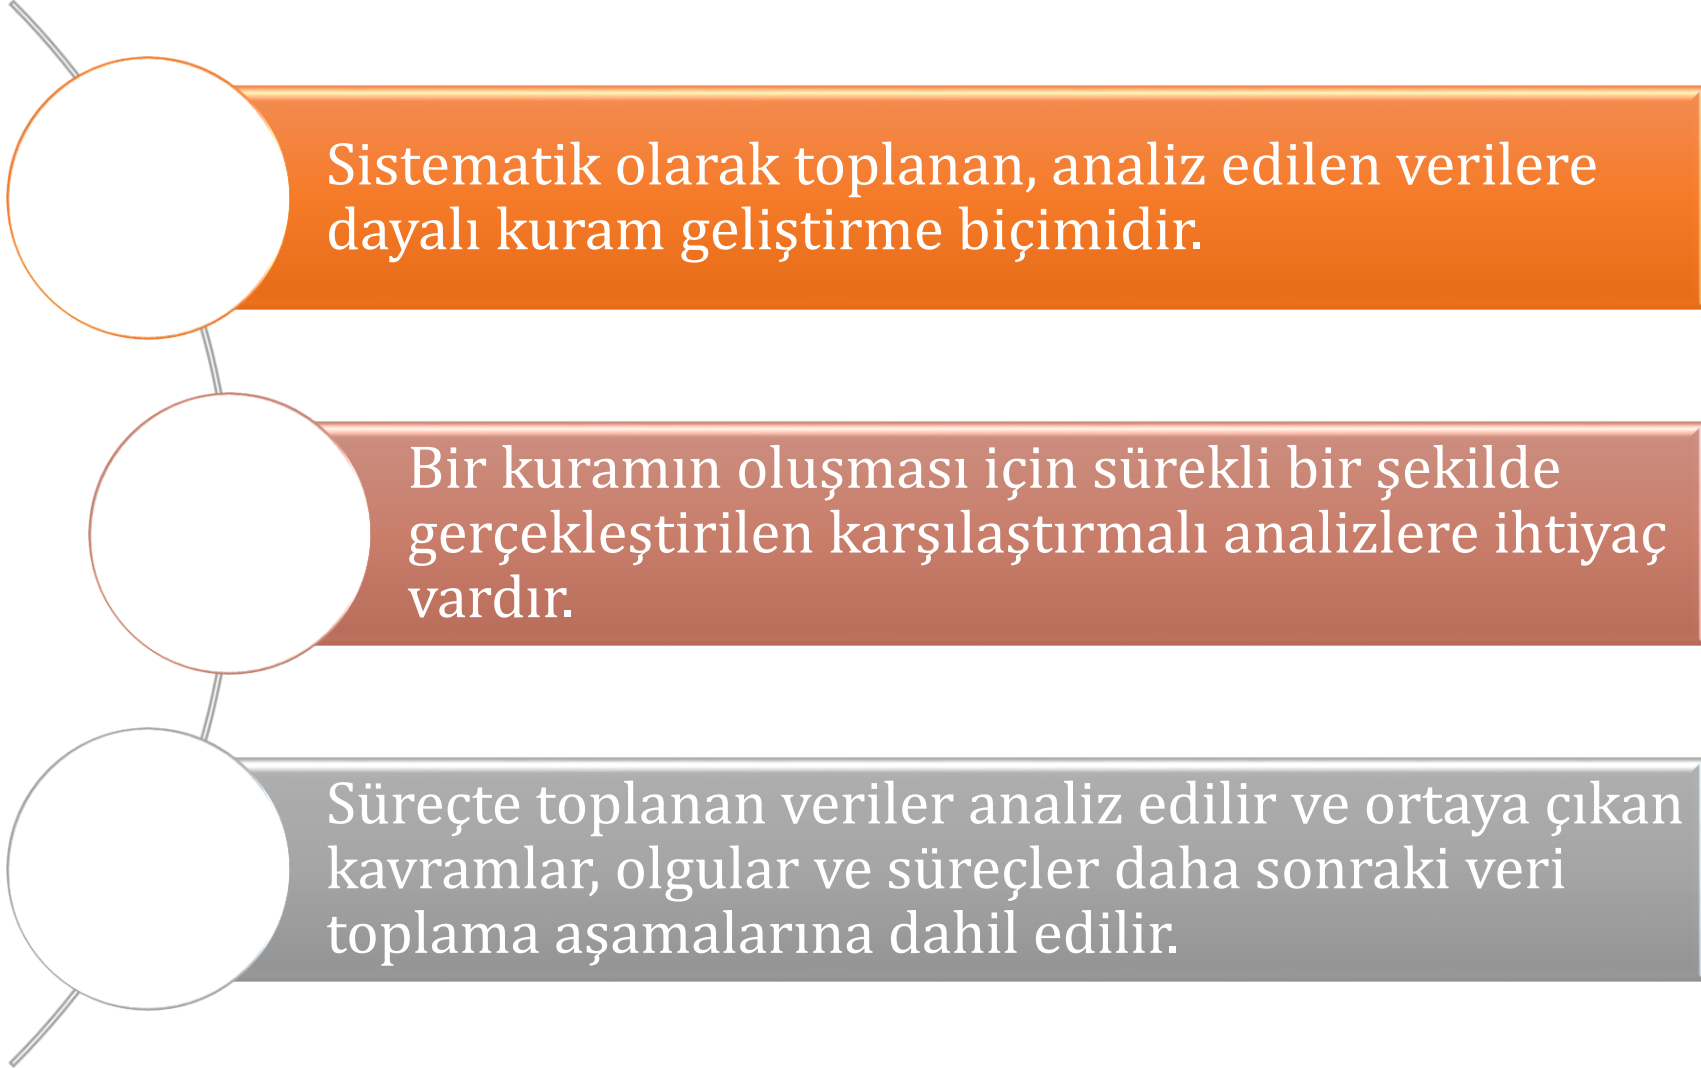 Sistematik olarak toplanan, analiz edilen verilere
dayalı kuram geliştirme biçimidir.
Bir kuramın oluşması için sürekli bir şekilde
gerçekleştirilen karşılaştırmalı analizlere ihtiyaç
vardır.
Süreçte toplanan veriler analiz edilir ve ortaya çıkan
kavramlar, olgular ve süreçler daha sonraki veri
toplama aşamalarına dahil edilir.